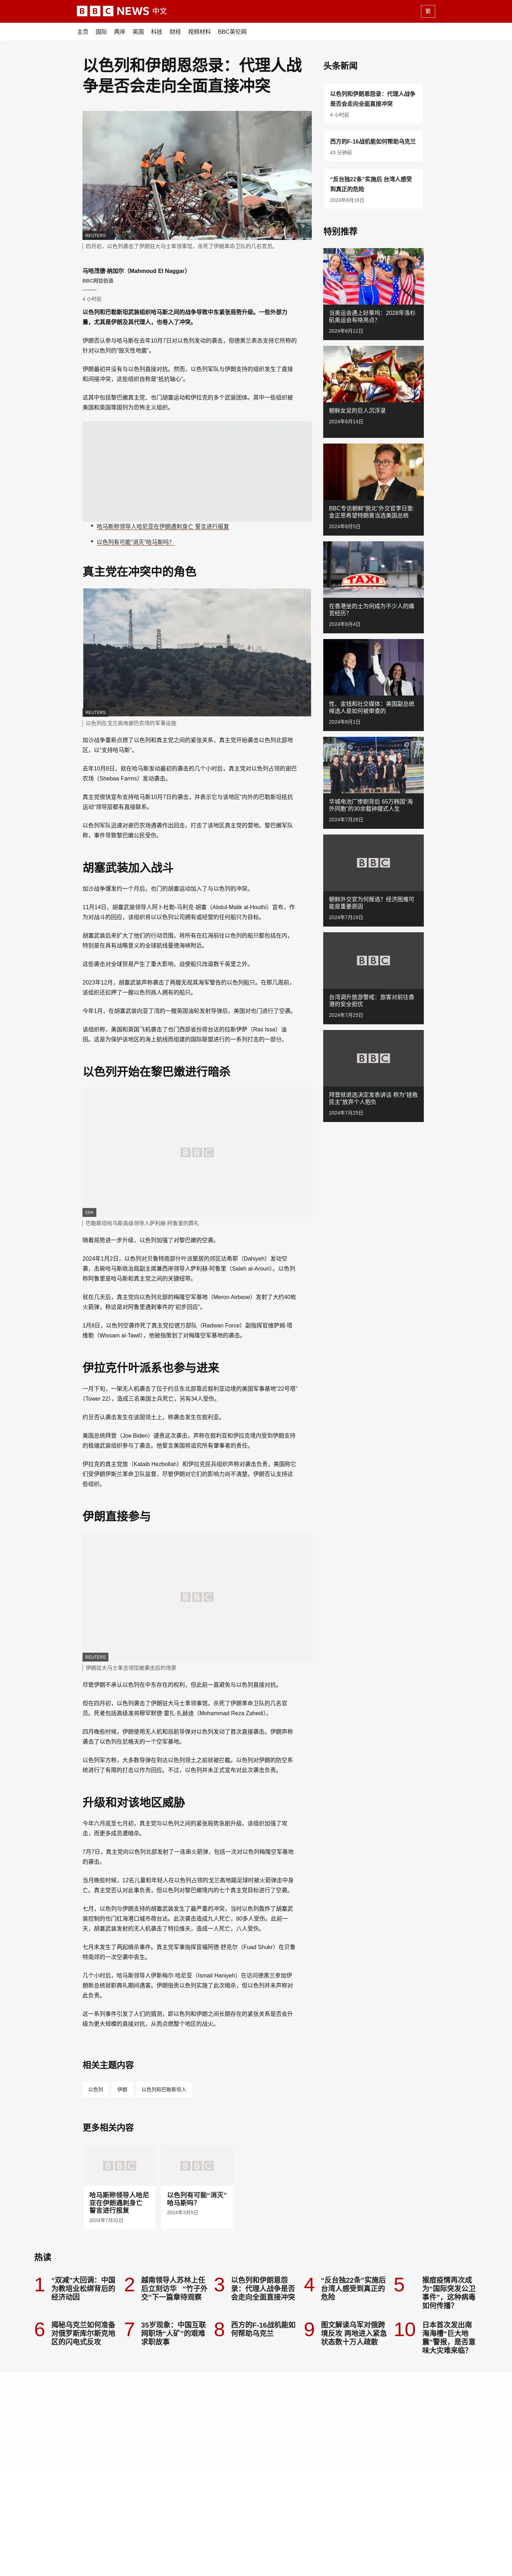 BBC NEWS 中文
繁
主页 国际 两岸 英国 科技 财经 视频材料 BBC英伦网
以色列和伊朗恩怨录：代理人战
争是否会走向全面直接冲突
REUTERS
四月初，以色列袭击了伊朗驻大马士革领事馆，杀死了伊朗革命卫队的几名官员。
马哈茂德·纳加尔（Mahmoud El Naggar）
BBC阿拉伯语
4 小时前
以色列和巴勒斯坦武装组织哈马斯之间的战争导致中东紧张局势升级。一些外部力
量，尤其是伊朗及其代理人，也卷入了冲突。
伊朗否认参与哈马斯在去年10月7日对以色列发动的袭击，但德黑兰表态支持它所称的
针对以色列的“毁灭性地震”。
伊朗最初并没有与以色列直接对抗。然而，以色列军队与伊朗支持的组织发生了直接
和间接冲突，这些组织自称是“抵抗轴心”。
这其中包括黎巴嫩真主党、也门胡塞运动和伊拉克的多个武装团体。其中一些组织被
美国和英国等国列为恐怖主义组织。
哈马斯称领导人哈尼亚在伊朗遇刺身亡 誓言进行报复
以色列有可能“消灭”哈马斯吗？
真主党在冲突中的角色
REUTERS
以色列在戈兰高地谢巴农场的军事设施
加沙战争重新点燃了以色列和真主党之间的紧张关系，真主党开始袭击以色列北部地
区，以“支持哈马斯”。
去年10月8日，就在哈马斯发动最初的袭击的几个小时后，真主党对以色列占领的谢巴
农场（Shebaa Farms）发动袭击。
真主党很快宣布支持哈马斯10月7日的袭击，并表示它与该地区“内外的巴勒斯坦抵抗
运动”领导层都有直接联系。
以色列军队迅速对谢巴农场遇袭作出回击，打击了该地区真主党的营地。黎巴嫩军队
称，事件导致黎巴嫩公民受伤。
胡塞武装加入战斗
加沙战争爆发约一个月后，也门的胡塞运动加入了与以色列的冲突。
11月14日，胡塞武装领导人阿卜杜勒-马利克·胡塞（Abdul-Malik al-Houthi）宣布，作
为对战斗的回应，该组织将以以色列公司拥有或经营的任何船只为目标。
胡塞武装后来扩大了他们的行动范围，将所有在红海前往以色列的船只都包括在内，
特别是在具有战略意义的全球航线曼德海峡附近。
这些袭击对全球贸易产生了重大影响，迫使船只改道数千英里之外。
2023年12月，胡塞武装声称袭击了两艘无视其海军警告的以色列船只。在那几周前，
该组织还扣押了一艘以色列商人拥有的船只。
今年1月，在胡塞武装向亚丁湾的一艘英国油轮发射导弹后，美国对也门进行了空袭。
该组织称，美国和英国飞机袭击了也门西部省份荷台达的拉斯伊萨（Ras Issa）油
田。这是为保护该地区的海上航线而组建的国际联盟进行的一系列打击的一部分。
以色列开始在黎巴嫩进行暗杀
BBC
EPA
巴勒斯坦哈马斯高级领导人萨利赫·阿鲁里的葬礼
随着局势进一步升级，以色列加强了对黎巴嫩的空袭。
2024年1月2日，以色列对贝鲁特南部什叶派聚居的郊区达希耶（Dahiyeh）发动空
袭，击毙哈马斯政治局副主席兼西岸领导人萨利赫·阿鲁里（Saleh al-Arouri）。以色列
称阿鲁里是哈马斯和真主党之间的关键纽带。
就在几天后，真主党向以色列北部的梅隆空军基地（Meron Airbase）发射了大约40枚
火箭弹，称这是对阿鲁里遇刺事件的“初步回应”。
1月8日，以色列空袭炸死了真主党拉德万部队（Radwan Force）副指挥官维萨姆·塔
维勒（Wissam al-Tawil），他被指策划了对梅隆空军基地的袭击。
伊拉克什叶派系也参与进来
一月下旬，一架无人机袭击了位于约旦东北部靠近叙利亚边境的美国军事基地“22号塔”
（Tower 22），造成三名美国士兵死亡，另有34人受伤。
约旦否认袭击发生在该国领土上，称袭击发生在叙利亚。
美国总统拜登（Joe Biden）谴责这次袭击，声称在叙利亚和伊拉克境内受到伊朗支持
的极端武装组织参与了袭击。他誓言美国将追究所有肇事者的责任。
伊拉克的真主党旅（Kataib Hezbollah）和伊拉克民兵组织声称对袭击负责，美国称它
们受伊朗伊斯兰革命卫队监督，尽管伊朗对它们的影响力尚不清楚。伊朗否认支持这
些组织。
伊朗直接参与
BBC
REUTERS
伊朗驻大马士革总领馆被袭击后的场景
尽管伊朗不承认以色列在中东存在的权利，但此前一直避免与以色列直接对抗。
但在四月初，以色列袭击了伊朗驻大马士革领事馆，杀死了伊朗革命卫队的几名官
员。死者包括高级准将穆罕默德·雷扎·扎赫迪（Mohammad Reza Zahedi）。
四月晚些时候，伊朗使用无人机和巡航导弹对以色列发动了首次直接袭击。伊朗声称
袭击了以色列在尼格夫的一个空军基地。
以色列军方称，大多数导弹在到达以色列领土之前就被拦截。以色列对伊朗的防空系
统进行了有限的打击以作为回应。不过，以色列并未正式宣布对此次袭击负责。
升级和对该地区威胁
今年六月底至七月初，真主党与以色列之间的紧张局势急剧升级。该组织加强了攻
击，而更多成员遭暗杀。
7月7日，真主党向以色列北部发射了一连串火箭弹，包括一次对以色列梅隆空军基地
的袭击。
当月晚些时候，12名儿童和年轻人在以色列占领的戈兰高地踢足球时被火箭弹击中身
亡。真主党否认对此事负责，但以色列对黎巴嫩境内的七个真主党目标进行了空袭。
七月，以色列与伊朗支持的胡塞武装发生了最严重的冲突，当时以色列轰炸了胡塞武
装控制的也门红海港口城市荷台达。此次袭击造成九人死亡，80多人受伤。此前一
天，胡塞武装发射的无人机袭击了特拉维夫，造成一人死亡，八人受伤。
七月末发生了两起暗杀事件。真主党军事指挥官福阿德·舒克尔（Fuad Shukr）在贝鲁
特南郊的一次空袭中丧生。
几个小时后，哈马斯领导人伊斯梅尔·哈尼亚（Ismail Haniyeh）在访问德黑兰参加伊
朗新总统就职典礼期间遇害。伊朗指责以色列实施了此次暗杀，但以色列并未声称对
此负责。
这一系列事件引发了人们的猜测，即以色列和伊朗之间长期存在的紧张关系是否会升
级为更大规模的直接对抗，从而点燃整个地区的战火。
相关主题内容
以色列 伊朗 以色列和巴勒斯坦人
更多相关内容
BBC BBC
哈马斯称领导人哈尼
亚在伊朗遇刺身亡
誓言进行报复
2024年7月31日
以色列有可能“消灭”
哈马斯吗？
2024年3月5日
头条新闻
以色列和伊朗恩怨录：代理人战争
是否会走向全面直接冲突
4 小时前
西方的F-16战机能如何帮助乌克兰
43 分钟前
“反台独22条”实施后 台湾人感受
到真正的危险
2024年8月16日
特别推荐
当奥运会遇上好莱坞：2028年洛杉
矶奥运会有啥亮点？
2024年8月12日
朝鲜女足的巨人沉浮录
2024年8月14日
BBC专访朝鲜“脱北”外交官李日奎:
金正恩希望特朗普当选美国总统
2024年8月5日
TAXI
在香港坐的士为何成为不少人的痛
苦经历？
2024年8月4日
性、金钱和社交媒体：美国副总统
候选人是如何被审查的
2024年8月1日
华城电池厂惨剧背后 65万韩国“海
外同胞”的30余载钟摆式人生
2024年7月26日
BBC
朝鲜外交官为何叛逃？经济困难可
能是重要原因
2024年7月19日
BBC
台湾调升旅游警戒：旅客对前往香
港的安全担忧
2024年7月25日
BBC
拜登就退选决定发表讲话 称为“拯救
民主”放弃个人抱负
2024年7月25日
热读
1 “双减”大回调：中国
为教培业松绑背后的
经济动因
2 越南领导人苏林上任
后立刻访华 “竹子外
交”下一篇章待观察
3 以色列和伊朗恩怨
录：代理人战争是否
会走向全面直接冲突
4 “反台独22条”实施后
台湾人感受到真正的
危险
5 猴痘疫情再次成
为“国际突发公卫
事件”，这种病毒
如何传播？
6 揭秘乌克兰如何准备
对俄罗斯库尔斯克地
区的闪电式反攻
7 35岁现象：中国互联
网职场“人矿”的艰难
求职故事
8 西方的F-16战机能如
何帮助乌克兰
9 图文解读乌军对俄跨
境反攻 两地进入紧急
状态数十万人疏散
10 日本首次发出南
海海槽“巨大地
震”警报，是否意
味大灾难来临？